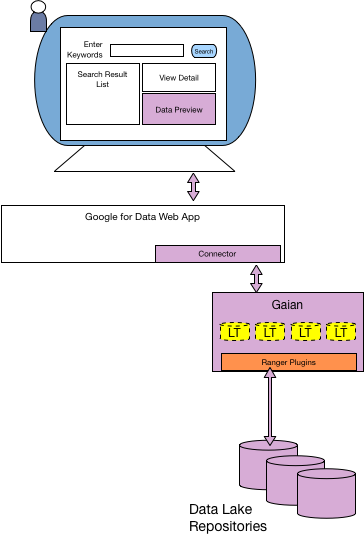 Enter
Keywords
Search
Search Result
List
View Detail
Data Preview
Google for Data Web App
Connector
Gaian
LT LT LT LT
Ranger Plugins
Data Lake
Repositories